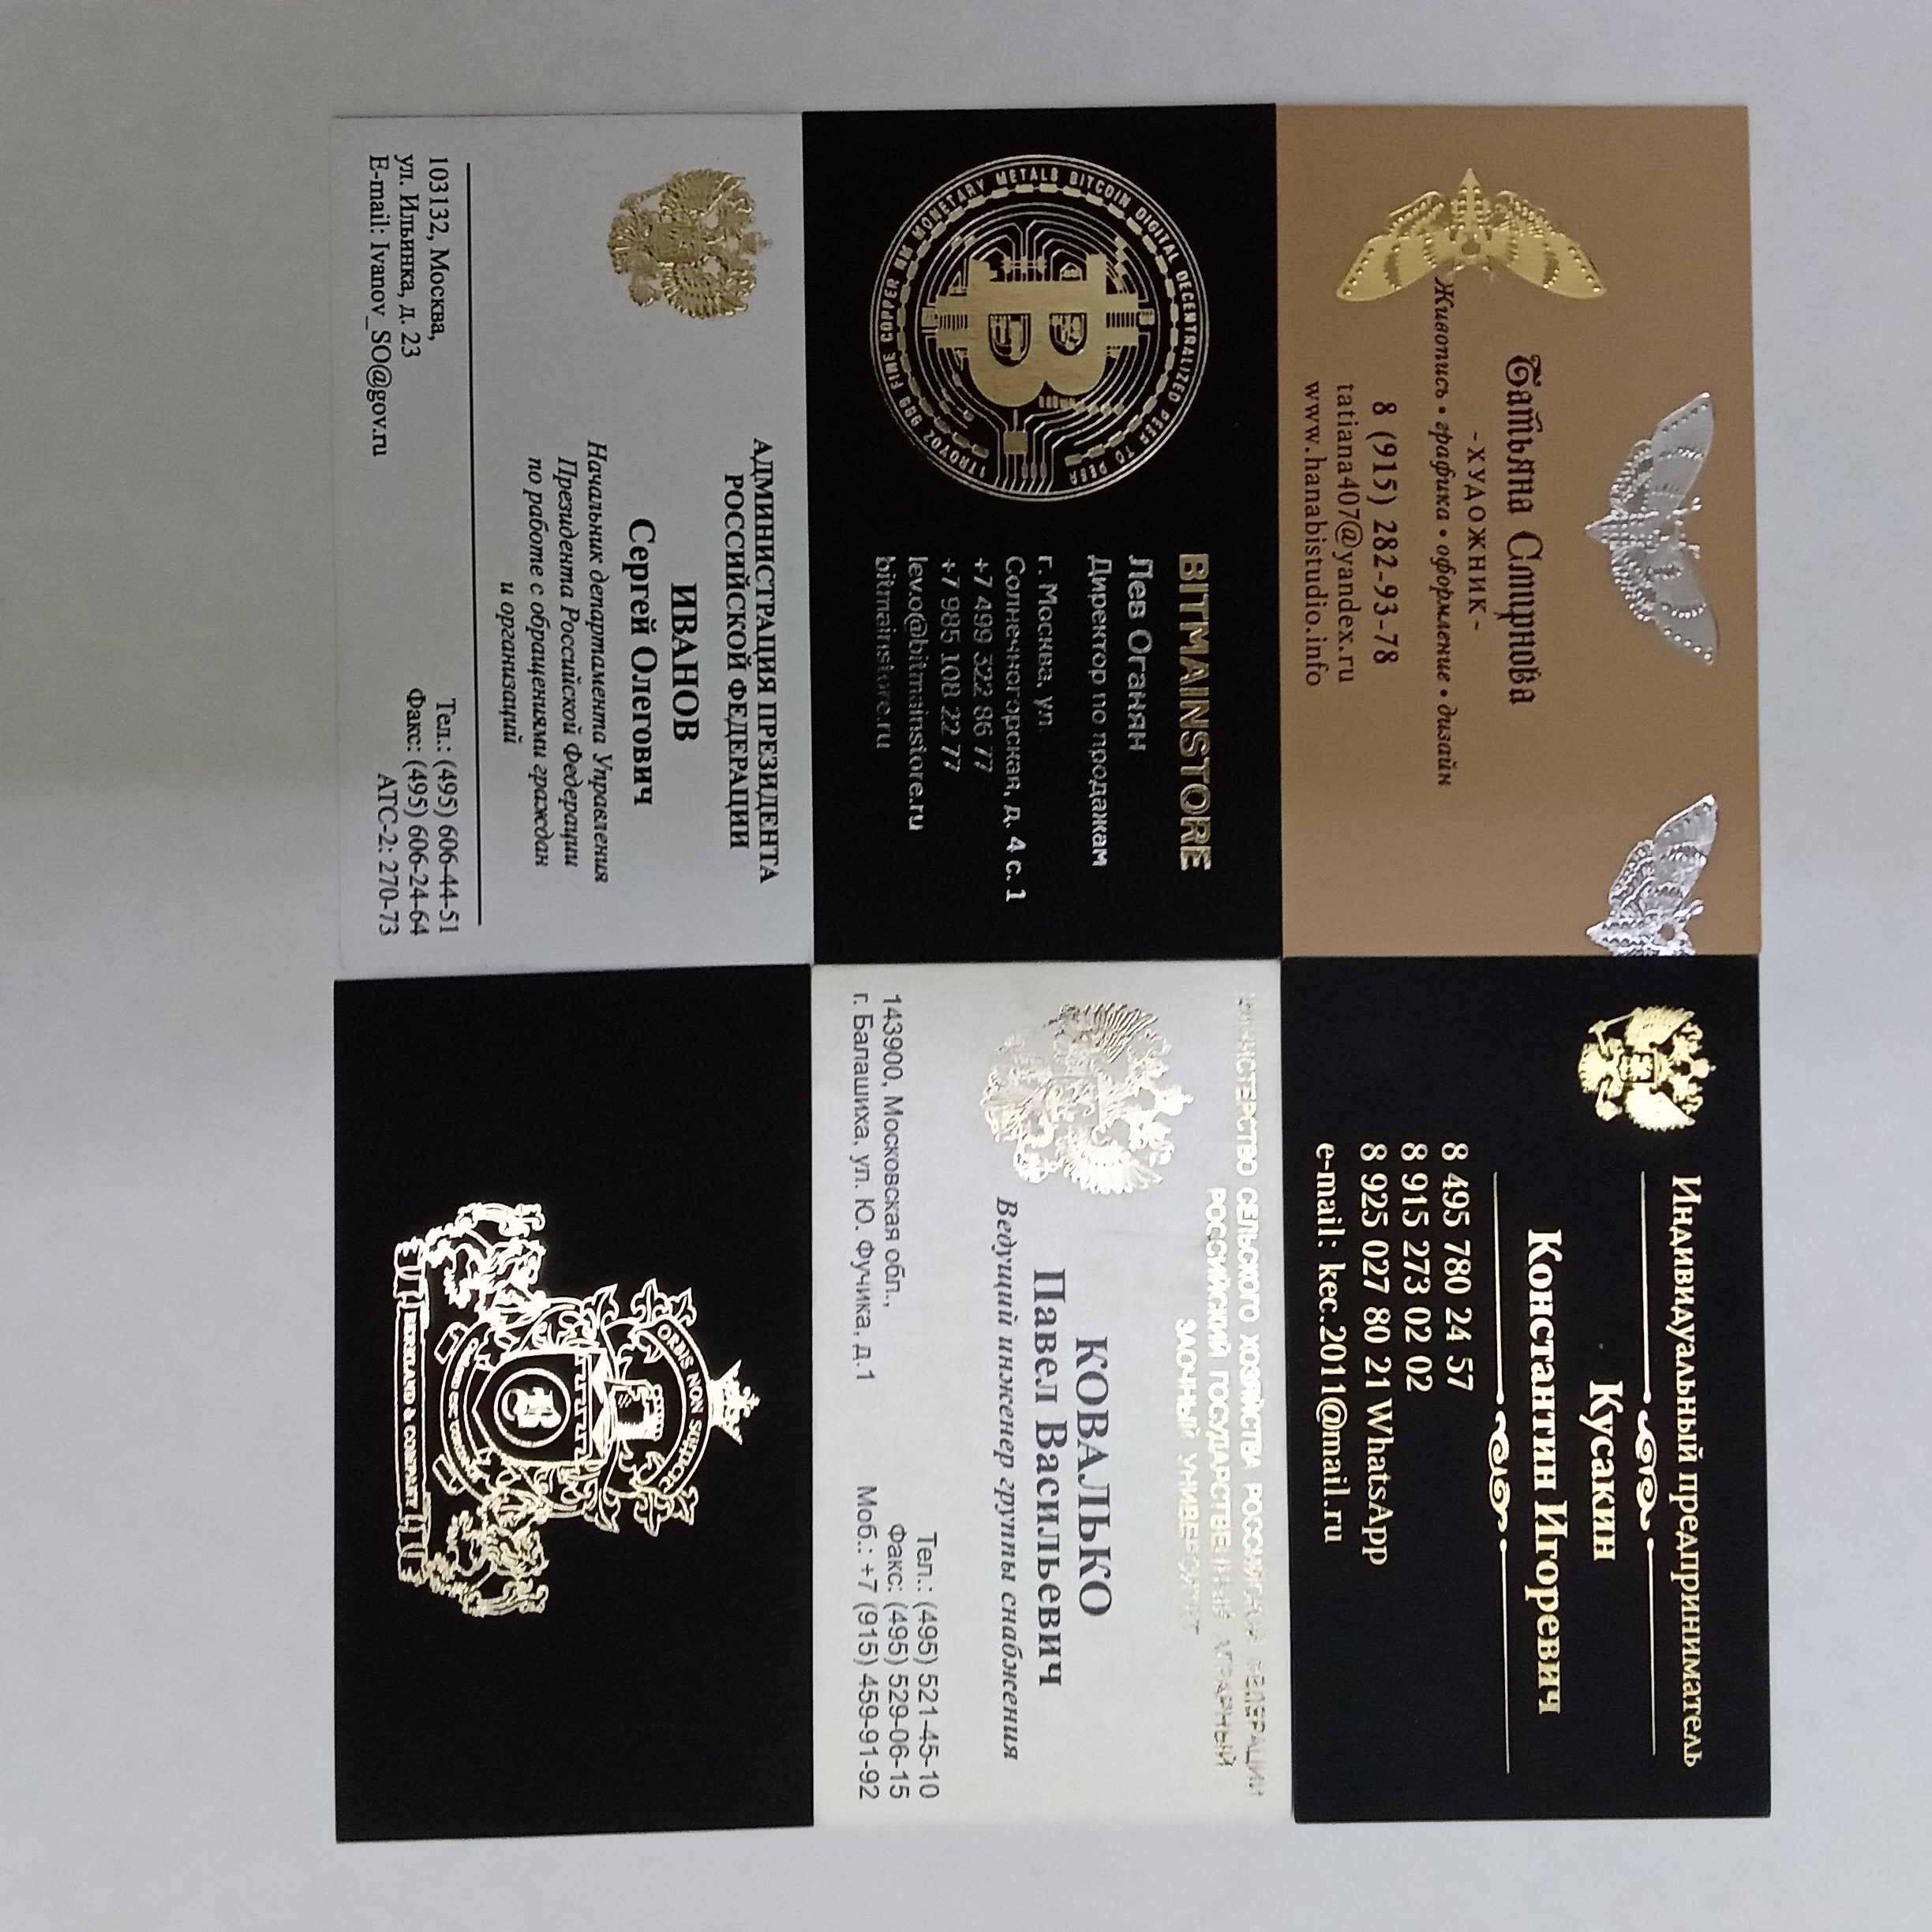 Татьяна Смирнова
~ХУДОЖНИК~
Живопись • графика • оформление • дизайн
8 (915) 282-93-78
tatiana407@yandex.ru
www.hanabistudio.info
Индивидуальный предприниматель
Кусакин
Константин Игоревич
8 495 780 24 57
8 915 273 02 02
8 925 027 80 21 WhatsApp
e-mail: kec.2011@mail.ru
MONETARY METALS BITCOIN DIGITAL DECENTRALIZED PEER TO PEER
1 TROY OZ 999 FINE COPPER
BITMAINSTORE
Лев Оганян
Директор по продажам
г. Москва, ул.
Солнечногорская, д. 4 с. 1
+7 499 322 86 77
+7 985 108 22 77
lev.o@bitmainstore.ru
bitmainstore.ru
МИНИСТЕРСТВО СЕЛЬСКОГО ХОЗЯЙСТВА РОССИЙСКОЙ ФЕДЕРАЦИИ
РОССИЙСКИЙ ГОСУДАРСТВЕННЫЙ АГРАРНЫЙ
ЗАОЧНЫЙ УНИВЕРСИТЕТ
КОВАЛЬКО
Павел Васильевич
Ведущий инженер группы снабжения
143900, Московская обл.,
г. Балашиха, ул. Ю. Фучика, д.1
Тел.: (495) 521-45-10
Факс: (495) 529-06-15
Моб.: +7 (915) 459-91-92
АДМИНИСТРАЦИЯ ПРЕЗИДЕНТА
РОССИЙСКОЙ ФЕДЕРАЦИИ
ИВАНОВ
Сергей Олегович
Начальник департамента Управления
Президента Российской Федерации
по работе с обращениями граждан
и организаций
103132, Москва,
ул. Ильинка, д. 23
E-mail: Ivanov_SO@gov.ru
Тел.: (495) 606-44-51
Факс: (495) 606-24-64
АТС-2: 270-73
ORBIS NON SUFFICIT
B
BERKLAND & COMPANY